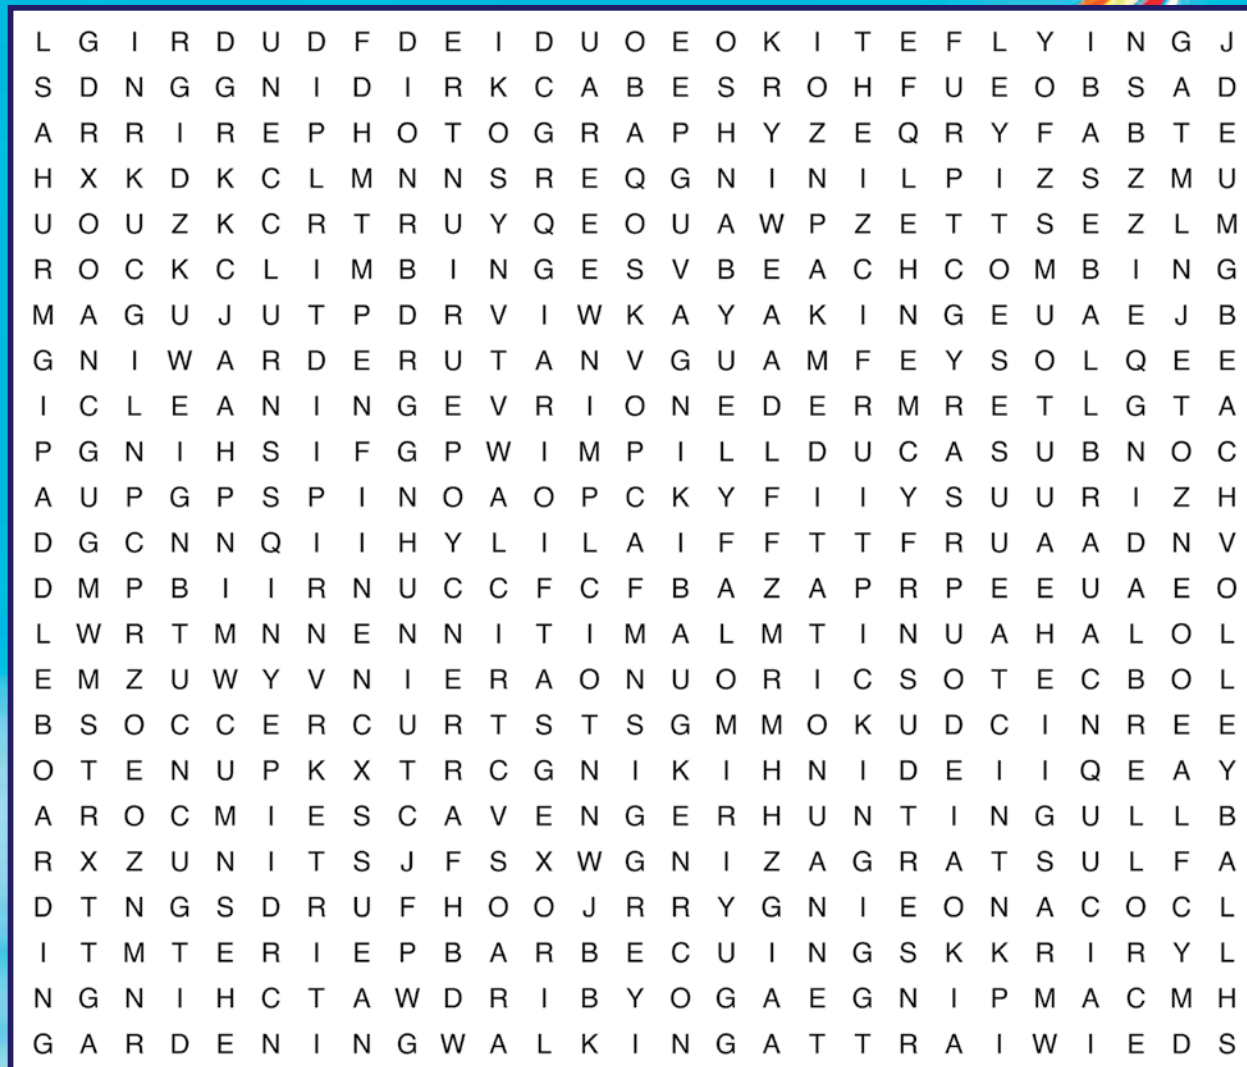 L G I R D U D F D E I D U O E O K I T E F L Y I N G J
S D N G G N I D I R K C A B E S R O H F U E O B S A D
A R R I R E P H O T O G R A P H Y Z E Q R Y F A B T E
H X K D K C L M N N S R E Q G N I N I L P I Z S Z M U
U O U Z K C R T R U Y Q E O U A W P Z E T T S E Z L M
R O C K C L I M B I N G E S V B E A C H C O M B I N G
M A G U J U T P D R V I W K A Y A K I N G E U A E J B
G N I W A R D E R U T A N V G U A M F E Y S O L Q E E
I C L E A N I N G E V R I O N E D E R M R E T L G T A
P G N I H S I F G P W I M P I L L D U C A S U B N O C
A U P G P S P I N O A O P C K Y F I I Y S U U R I Z H
D G C N N Q I I H Y L I L A I F F T T F R U A A D N V
D M P B I I R N U C C F C F B A Z A P R P E E U A E O
L W R T M N N E N N I T I M A L M T I N U A H A L O L
E M Z U W Y V N I E R A O N U O R I C S O T E C B O L
B S O C C E R C U R T S T S G M M O K U D C I N R E E
O T E N U P K X T R C G N I K I H N I D E I I Q E A Y
A R O C M I E S C A V E N G E R H U N T I N G U L L B
R X Z U N I T S J F S X W G N I Z A G R A T S U L F A
D T N G S D R U F H O O J R R Y G N I E O N A C O C L
I T M T E R I E P B A R B E C U I N G S K K R I R Y L
N G N I H C T A W D R I B Y O G A E G N I P M A C M H
G A R D E N I N G W A L K I N G A T T R A I W I E D S